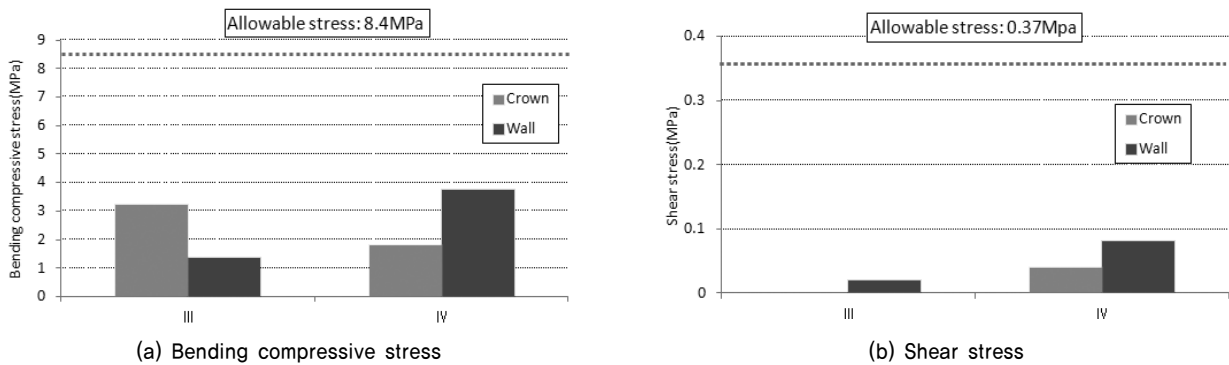 Allowable stress: 8.4MPa
9
8
7
6
5
4
3
2
1
0
Bending compressive stress(MPa)
Crown
Wall
III
IV
(a) Bending compressive stress
Allowable stress: 0.37Mpa
0.4
0.3
0.2
0.1
0
Shear stress(MPa)
Crown
Wall
III
IV
(b) Shear stress